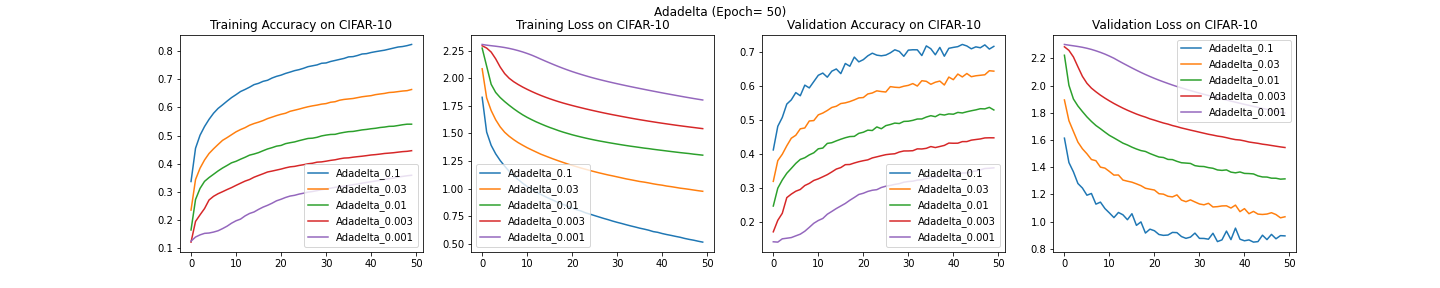 Adadelta (Epoch= 50)
Training Accuracy on CIFAR-10
0.8
0.7
0.6
0.5
0.4
0.3
0.2
0.1
0
10
20
30
40
50
Adadelta_0.1
Adadelta_0.03
Adadelta_0.01
Adadelta_0.003
Adadelta_0.001
Training Loss on CIFAR-10
2.25
2.00
1.75
1.50
1.25
1.00
0.75
0.50
0
10
20
30
40
50
Adadelta_0.1
Adadelta_0.03
Adadelta_0.01
Adadelta_0.003
Adadelta_0.001
Validation Accuracy on CIFAR-10
0.7
0.6
0.5
0.4
0.3
0.2
0
10
20
30
40
50
Adadelta_0.1
Adadelta_0.03
Adadelta_0.01
Adadelta_0.003
Adadelta_0.001
Validation Loss on CIFAR-10
2.2
2.0
1.8
1.6
1.4
1.2
1.0
0.8
0
10
20
30
40
50
Adadelta_0.1
Adadelta_0.03
Adadelta_0.01
Adadelta_0.003
Adadelta_0.001